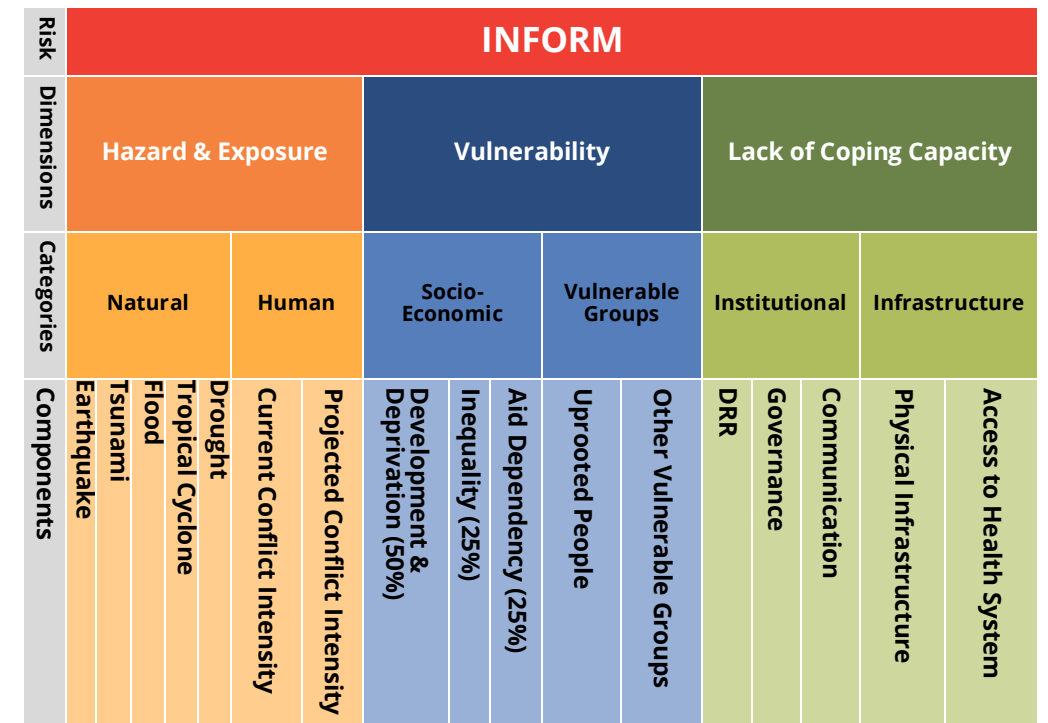 Risk
INFORM
Dimensions
Hazard & Exposure
Vulnerability
Lack of Coping Capacity
Categories
Natural
Human
Socio-
Economic
Vulnerable
Groups
Institutional
Infrastructure
Components
Earthquake
Tsunami
Flood
Tropical Cyclone
Drought
Current Conflict Intensity
Projected Conflict Intensity
Development &
Deprivation (50%)
Inequality (25%)
Aid Dependency (25%)
Uprooted People
Other Vulnerable Groups
DRR
Governance
Communication
Physical Infrastructure
Access to Health System